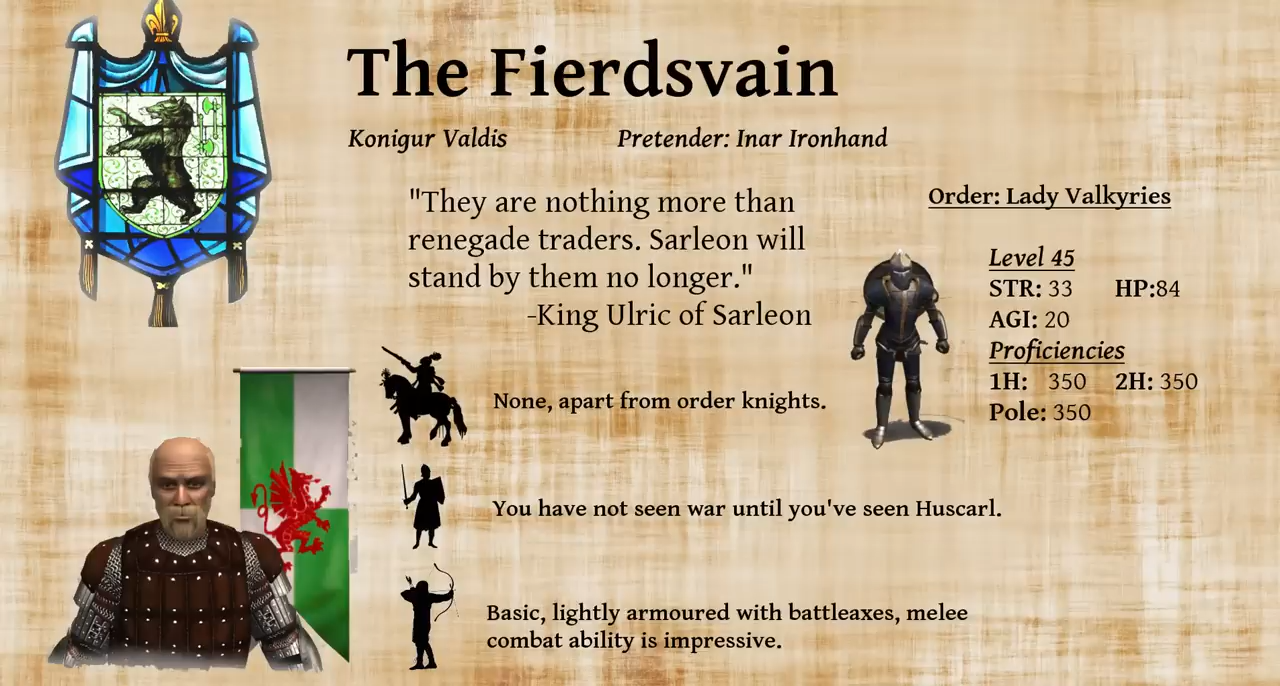 The Fierdsvain
Konigur Valdis
Pretender: Inar Ironhand
"They are nothing more than
renegade traders. Sarleon will
stand by them no longer."
-King Ulric of Sarleon
Order: Lady Valkyries
Level 45
STR: 33 HP:84
AGI: 20
Proficiencies
1H: 350 2H: 350
Pole: 350
None, apart from order knights.
You have not seen war until you've seen Huscarl.
Basic, lightly armoured with battleaxes, melee
combat ability is impressive.